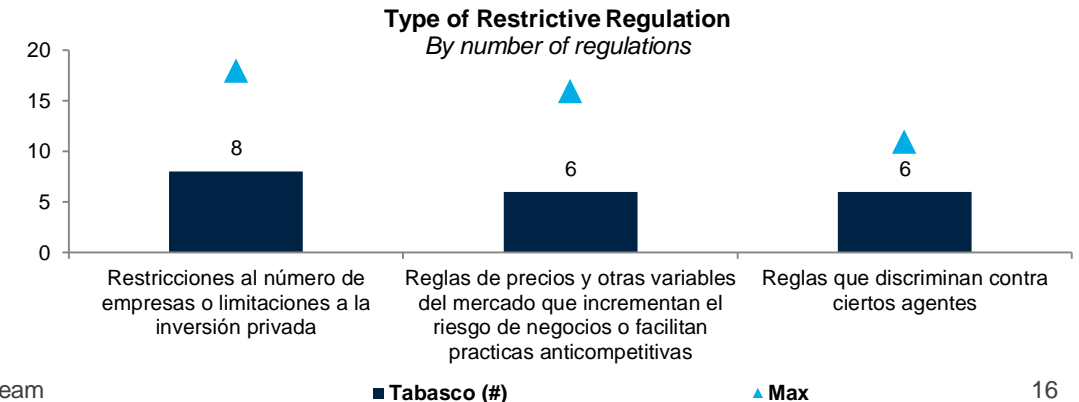 Type of Restrictive Regulation
By number of regulations
20
15
10
5
0
8
6
6
Restricciones al número de
empresas o limitaciones a la
inversión privada
Reglas de precios y otras variables
del mercado que incrementan el
riesgo de negocios o facilitan
practicas anticompetitivas
Reglas que discriminan contra
ciertos agentes
eam
Tabasco (#)
Max
16